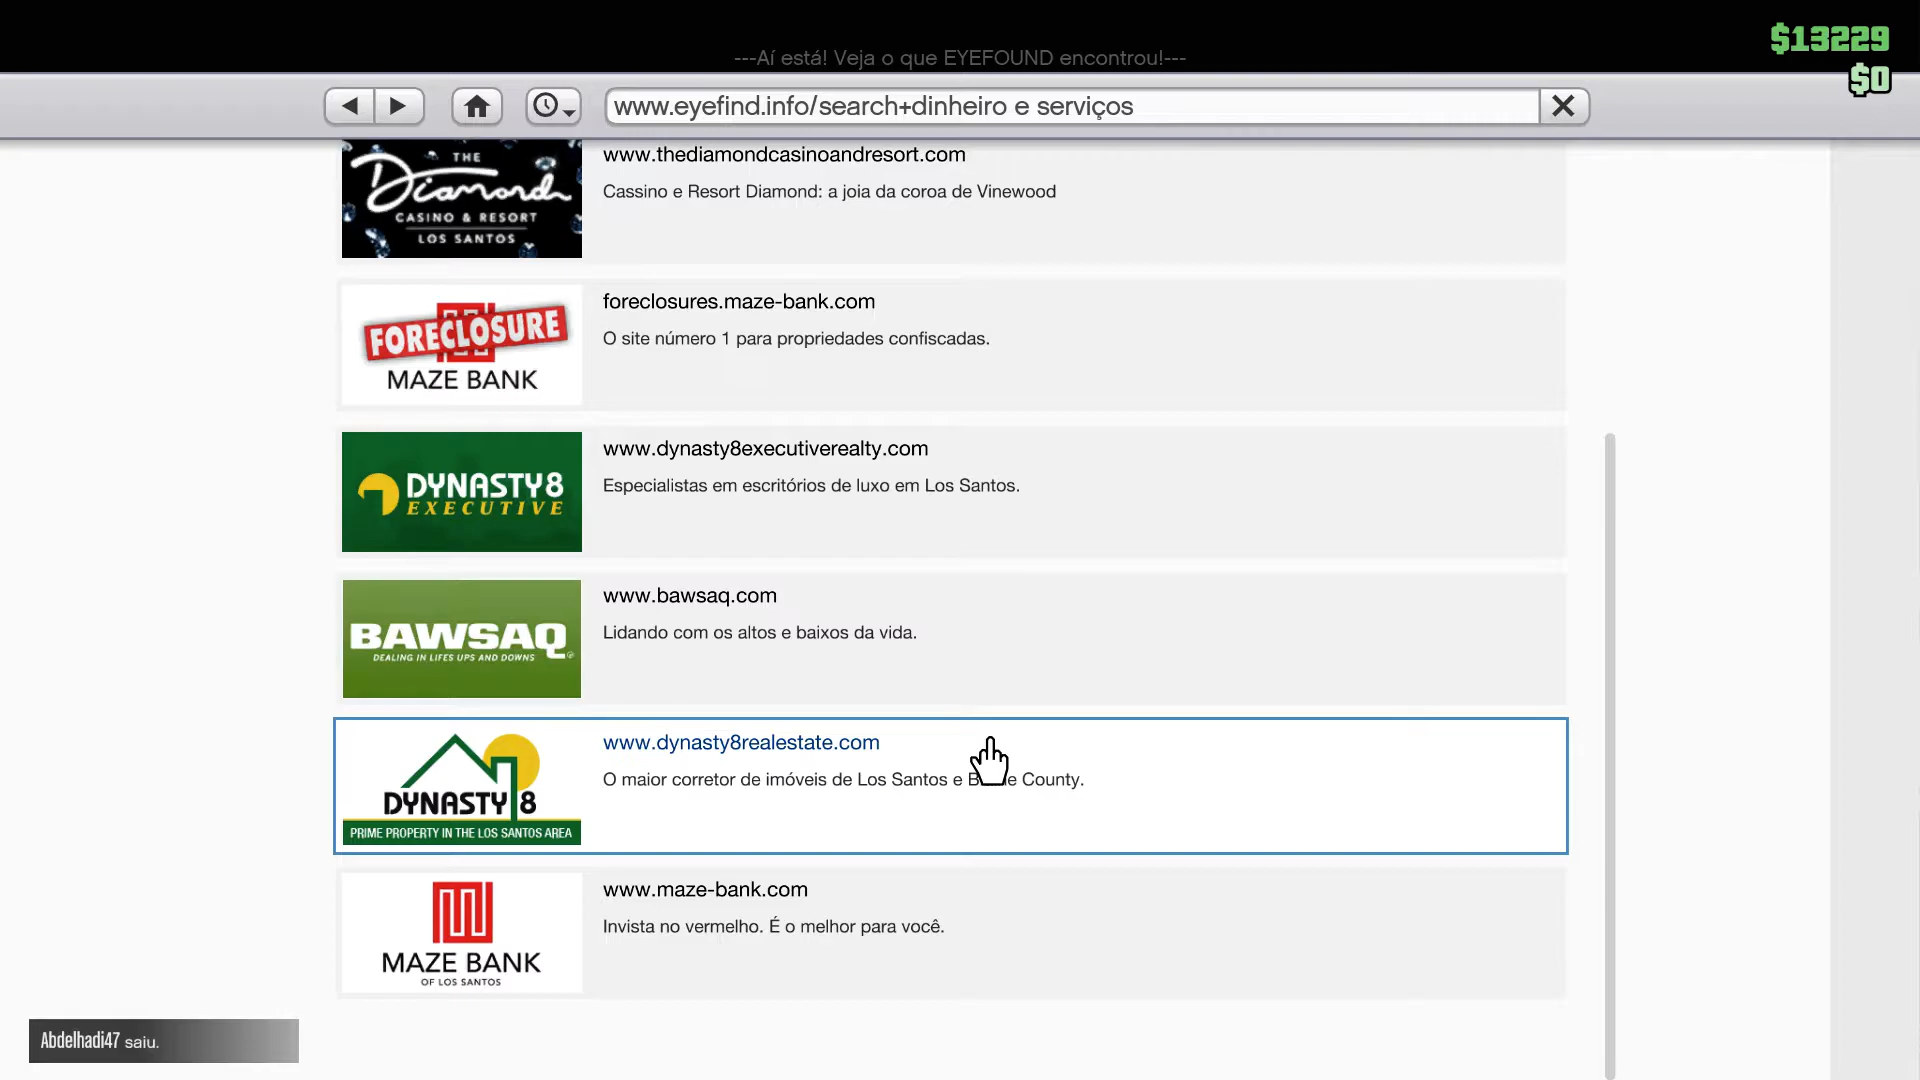 $13229
---Aí está! Veja o que EYEFOUND encontrou!---
$0
www.eyefind.info/search+dinheiro e serviços
THE
Diamond
CASINO & RESORT
LOS SANTOS
www.thediamondcasinoandresort.com
Cassino e Resort Diamond: a joia da coroa de Vinewood
FORECLOSURE
MAZE BANK
foreclosures.maze-bank.com
O site número 1 para propriedades confiscadas.
DYNASTY8
EXECUTIVE
www.dynasty8executiverealty.com
Especialistas em escritórios de luxo em Los Santos.
BAWSAQ
DEALING IN LIFES UPS AND DOWNS
www.bawsaq.com
Lidando com os altos e baixos da vida.
DYNASTY 8
PRIME PROPERTY IN THE LOS SANTOS AREA
www.dynasty8realestate.com
O maior corretor de imóveis de Los Santos e County.
MAZE BANK
OF LOS SANTOS
www.maze-bank.com
Invista no vermelho. É o melhor para você.
Abdelhadi47 saiu.